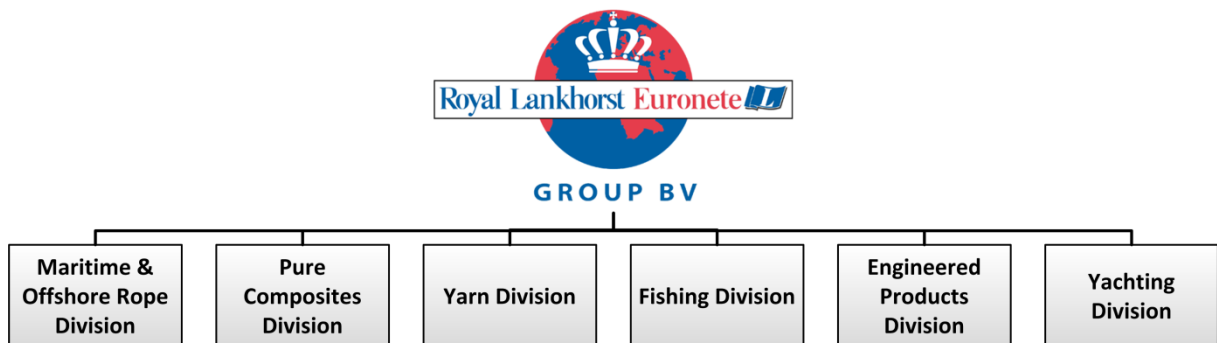 Royal Lankhorst Euronete L
GROUP BV
Maritime &
Offshore Rope
Division
Pure
Composites
Division
Yarn Division
Fishing Division
Engineered
Products
Division
Yachting
Division